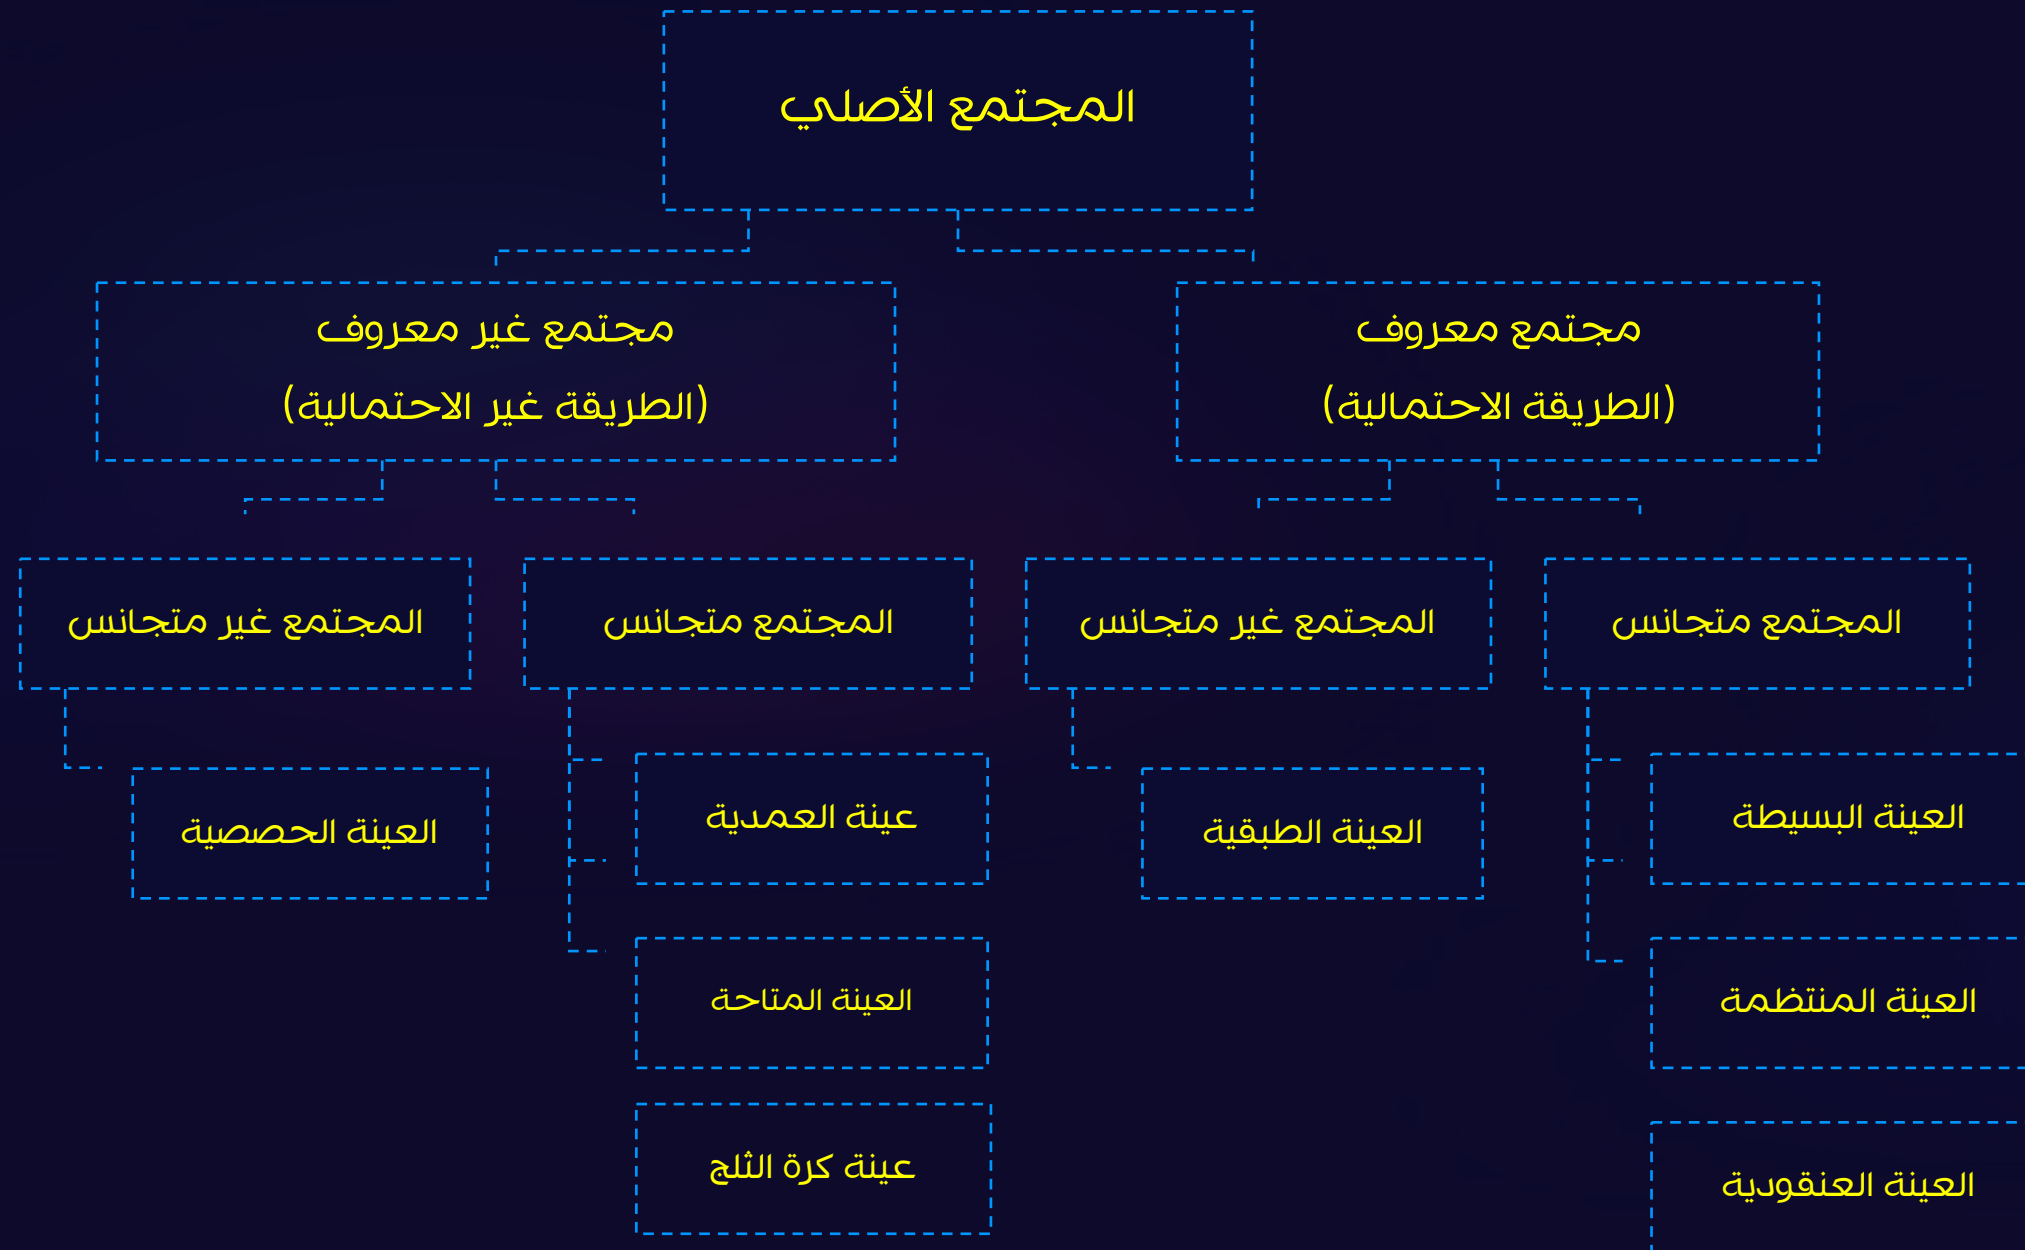 المجتمع الأصلي
مجتمع معروف
(الطريقة الاحتمالية)
مجتمع غير معروف
(الطريقة غير الاحتمالية)
المجتمع متجانس
المجتمع غير متجانس
المجتمع متجانس
المجتمع غير متجانس
العينة البسيطة
العينة الطبقية
عينة العمدية
العينة الحصصية
العينة المنتظمة
العينة المتاحة
العينة العنقودية
عينة كرة الثلج